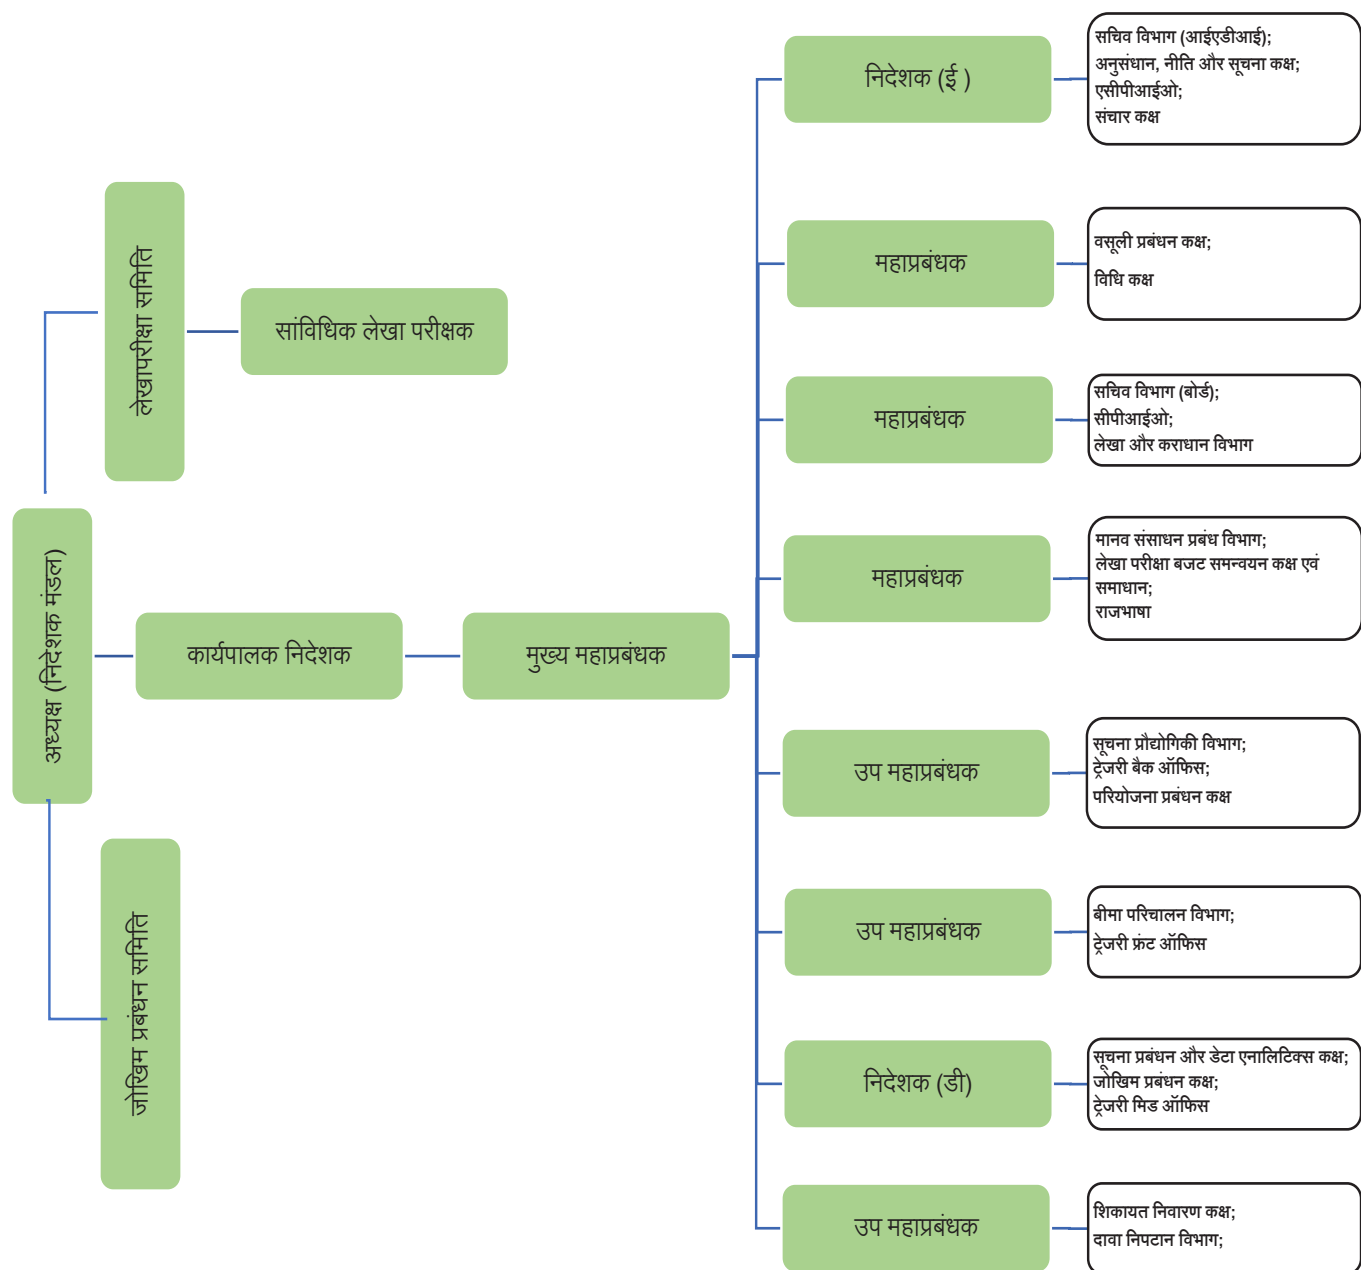 निदेशक (ई )
सचिव विभाग (आईएडीआई);
अनुसंधान, नीति और सूचना कक्ष;
एसीपीआईओ;
संचार कक्ष
महाप्रबंधक
वसूली प्रबंधन कक्ष;
विधि कक्ष
लेखापरीक्षा समिति
सांविधिक लेखा परीक्षक
महाप्रबंधक
सचिव विभाग (बोर्ड);
सीपीआईओ;
लेखा और कराधान विभाग
महाप्रबंधक
मानव संसाधन प्रबंध विभाग;
लेखा परीक्षा बजट समन्वयन कक्ष एवं
समाधान;
राजभाषा
अध्यक्ष (निदेशक मंडल)
कार्यपालक निदेशक
मुख्य महाप्रबंधक
उप महाप्रबंधक
सूचना प्रौद्योगिकी विभाग;
ट्रेजरी बैक ऑफिस;
परियोजना प्रबंधन कक्ष
जोखिम प्रबंधन समिति
उप महाप्रबंधक
बीमा परिचालन विभाग;
ट्रेजरी फ्रंट ऑफिस
निदेशक (डी)
सूचना प्रबंधन और डेटा एनालिटिक्स कक्ष;
जोखिम प्रबंधन कक्ष;
ट्रेजरी मिड ऑफिस
उप महाप्रबंधक
शिकायत निवारण कक्ष;
दावा निपटान विभाग;